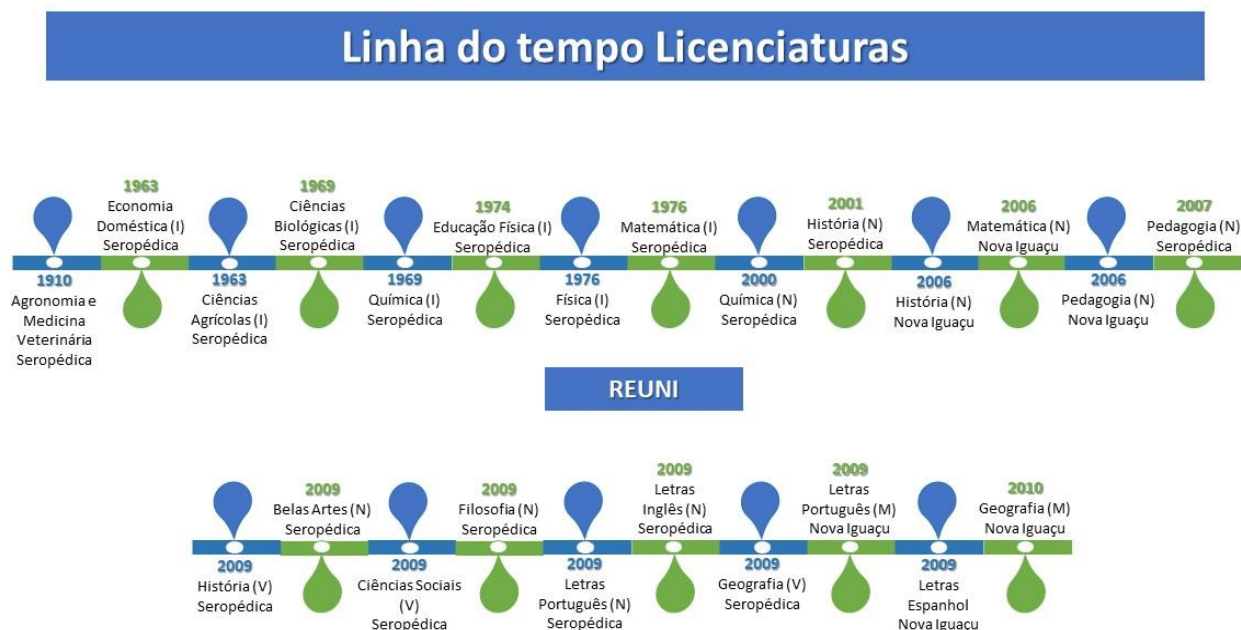 Linha do tempo Licenciaturas
1910
Agronomia e
Medicina
Veterinária
Seropédica
1963
Economia
Doméstica (I)
Seropédica
1963
Ciências
Agrícolas (I)
Seropédica
1969
Ciências
Biológicas (I)
Seropédica
1969
Química (I)
Seropédica
1974
Educação Física (I)
Seropédica
1976
Física (I)
Seropédica
1976
Matemática (I)
Seropédica
2000
Química (N)
Seropédica
2001
História (N)
Seropédica
2006
História (N)
Nova Iguaçu
2006
Matemática (N)
Nova Iguaçu
2006
Pedagogia (N)
Nova Iguaçu
2007
Pedagogia (N)
Seropédica
REUNI
2009
História (V)
Seropédica
2009
Belas Artes (N)
Seropédica
2009
Ciências Sociais
(V)
Seropédica
2009
Filosofia (N)
Seropédica
2009
Letras
Português (N)
Seropédica
2009
Letras
Inglês (N)
Seropédica
2009
Geografia (V)
Seropédica
2009
Letras
Português (M)
Nova Iguaçu
2009
Letras
Espanhol
Nova Iguaçu
2010
Geografia (M)
Nova Iguaçu